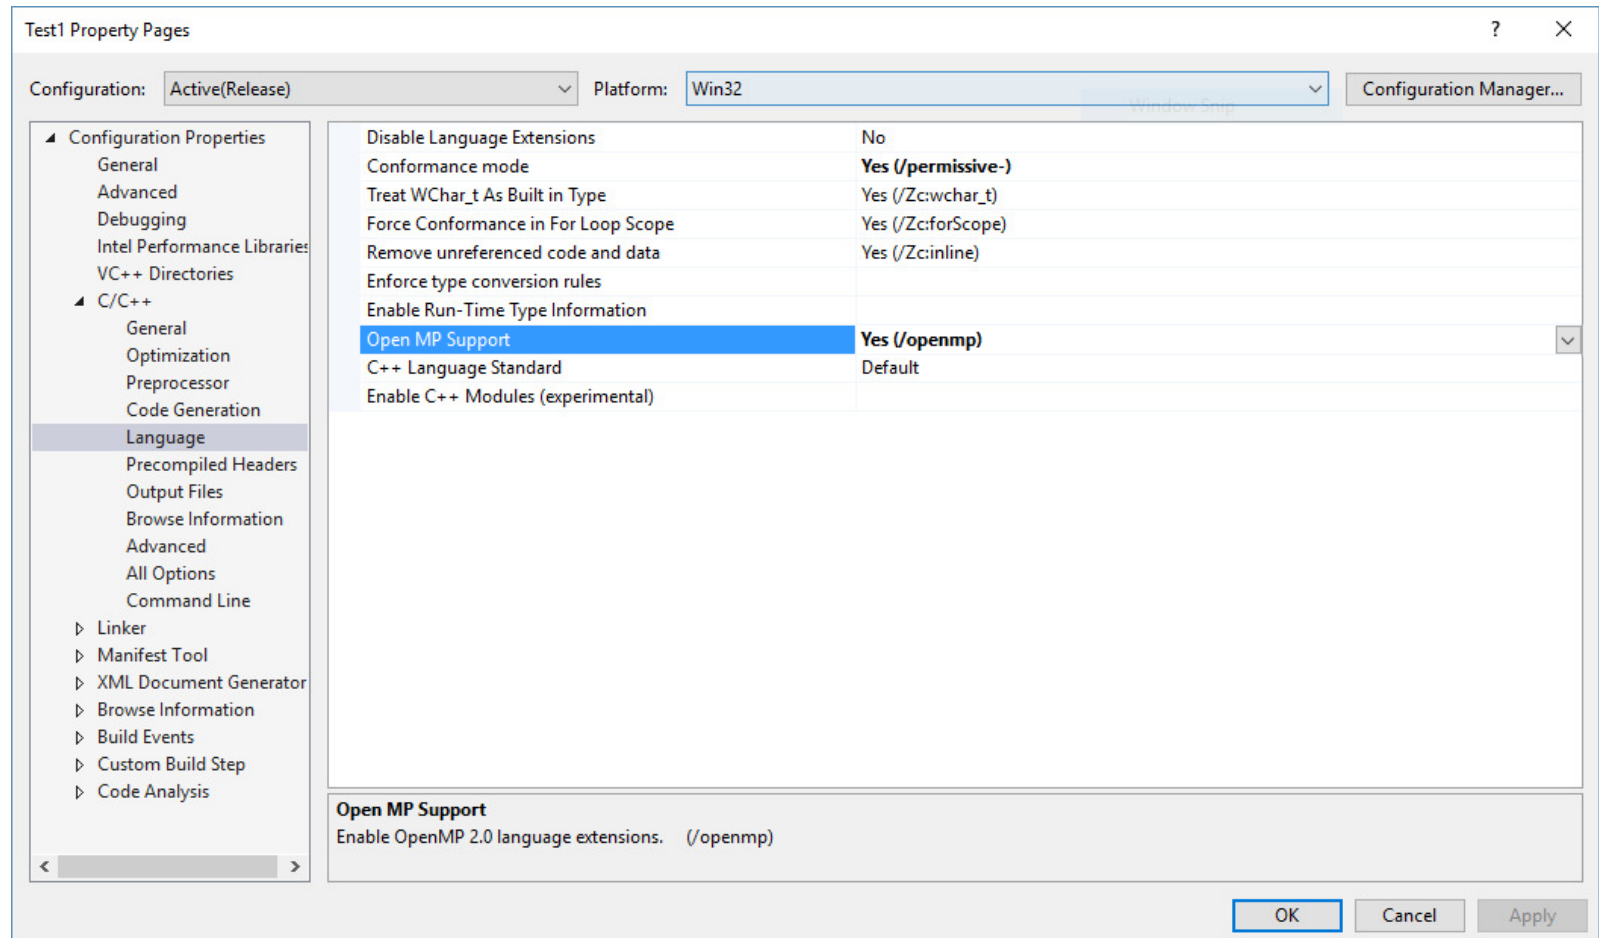 Test1 Property Pages
?
Configuration: Active(Release) Platform: Win32 Configuration Manager...
Window Snip
Configuration Properties
General
Advanced
Debugging
Intel Performance Libraries
VC++ Directories
C/C++
General
Optimization
Preprocessor
Code Generation
Language
Precompiled Headers
Output Files
Browse Information
Advanced
All Options
Command Line
Linker
Manifest Tool
XML Document Generator
Browse Information
Build Events
Custom Build Step
Code Analysis
Disable Language Extensions No
Conformance mode Yes (/permissive-)
Treat WChar_t As Built in Type Yes (/Zc:wchar_t)
Force Conformance in For Loop Scope Yes (/Zc:forScope)
Remove unreferenced code and data Yes (/Zc:inline)
Enforce type conversion rules
Enable Run-Time Type Information
Open MP Support Yes (/openmp)
C++ Language Standard Default
Enable C++ Modules (experimental)
Open MP Support
Enable OpenMP 2.0 language extensions. (/openmp)
OK Cancel Apply